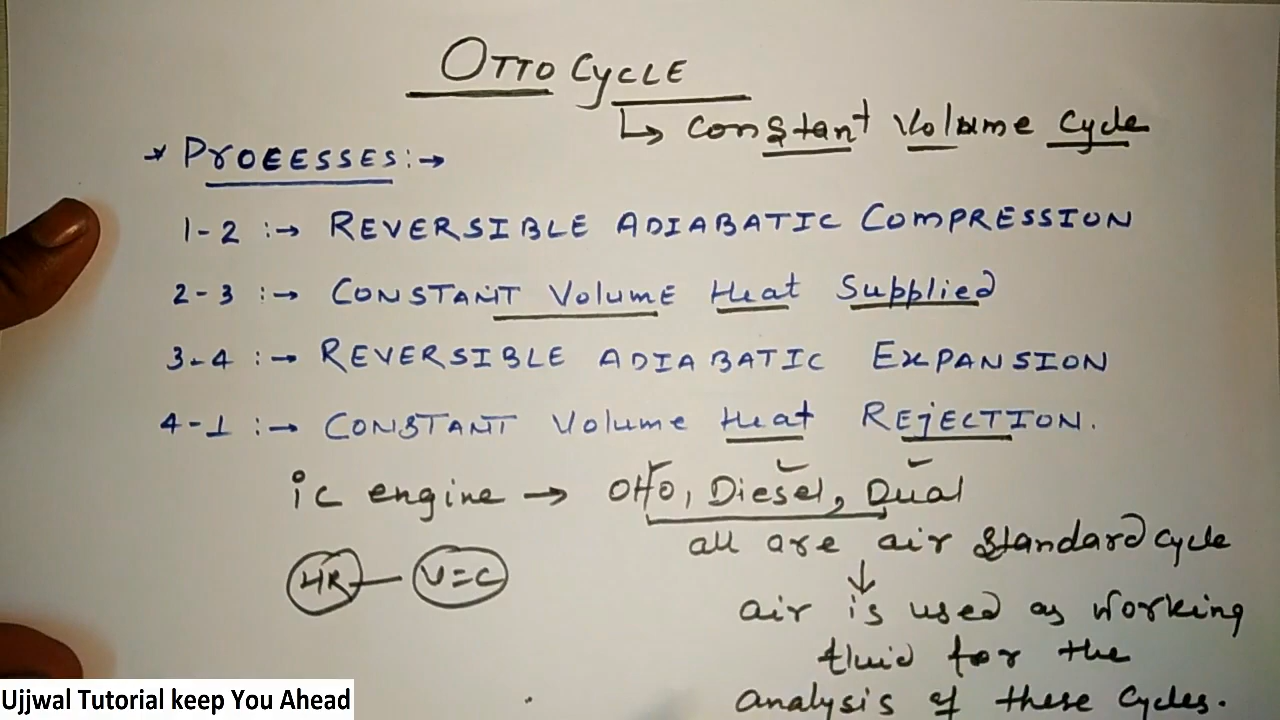 OTTO CYCLE
↳ Constant Volume Cycle
* PROEESSES:→
1-2 :→ REVERSIBLE ADIABATIC COMPRESSION
2-3 :→ CONSTANT Volume Heat Supplied
3-4 :→ REVERSIBLE ADIABATIC EXPANSION
4-1 :→ CONSTANT Volume Heat REjECTION.
ic engine → Otto, Diesel, Dual
all are air Standard cycle
↓
HR — V=C
air is used as working
fluid for the
analysis of these Cycles.
Ujjwal Tutorial keep You Ahead